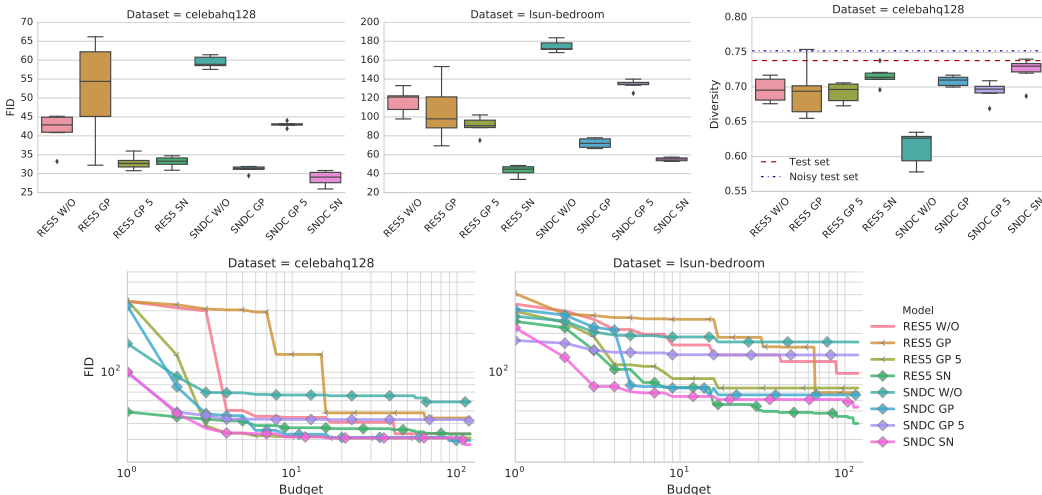 Dataset = celebahq128
FID
70
65
60
55
50
45
40
35
30
25
RES5 W/O
RES5 GP
RES5 GP 5
RES5 SN
SNDC W/O
SNDC GP
SNDC GP 5
SNDC SN
Dataset = lsun-bedroom
200
180
160
140
120
100
80
60
40
20
RES5 W/O
RES5 GP
RES5 GP 5
RES5 SN
SNDC W/O
SNDC GP
SNDC GP 5
SNDC SN
Dataset = celebahq128
Diversity
0.80
0.75
0.70
0.65
0.60
0.55
Test set
Noisy test set
RES5 W/O
RES5 GP
RES5 GP 5
RES5 SN
SNDC W/O
SNDC GP
SNDC GP 5
SNDC SN
Dataset = celebahq128
FID
10²
10⁰
10¹
10²
Budget
Dataset = lsun-bedroom
10²
10⁰
10¹
10²
Budget
Model
RES5 W/O
RES5 GP
RES5 GP 5
RES5 SN
SNDC W/O
SNDC GP
SNDC GP 5
SNDC SN